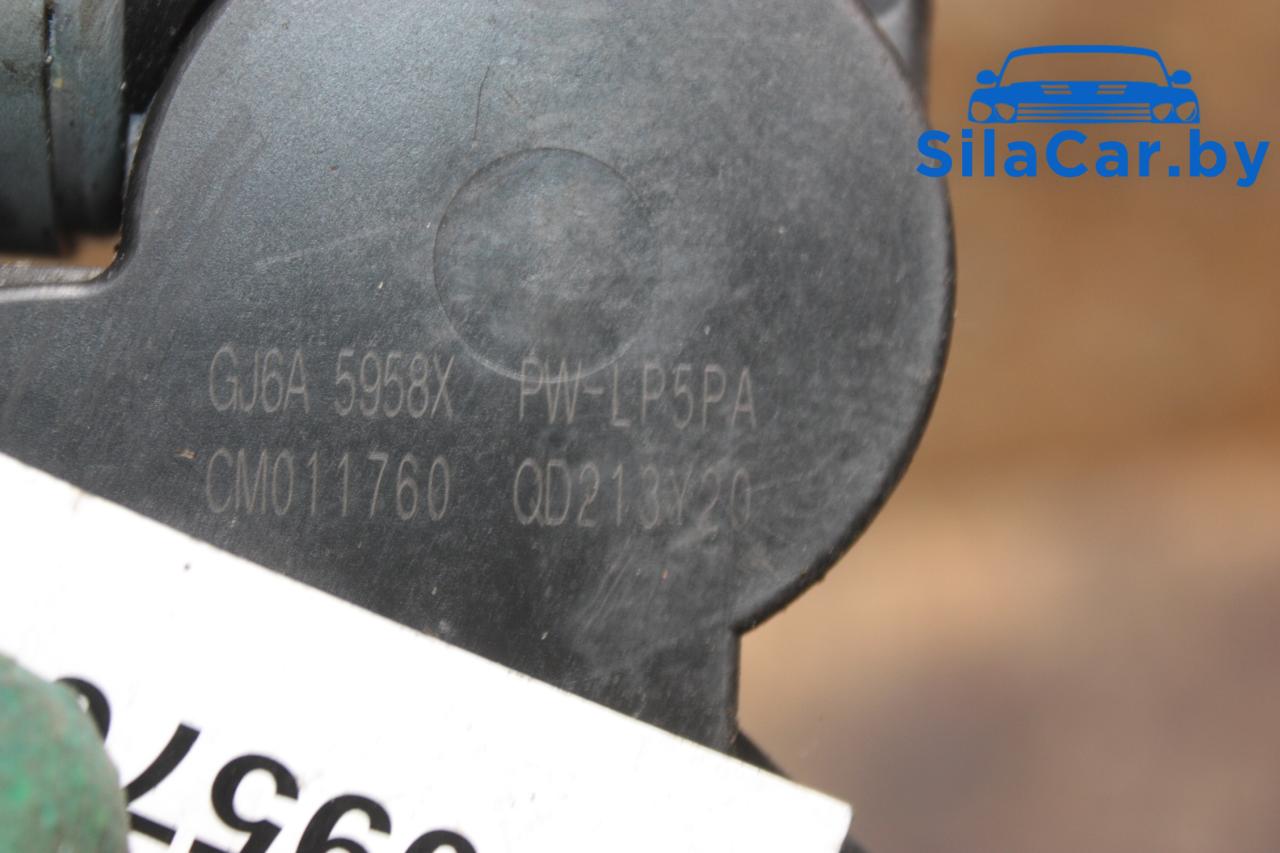 SilaCar.by
GJ6A 5958X PW-LP5PA
CM011760 QD213Y20